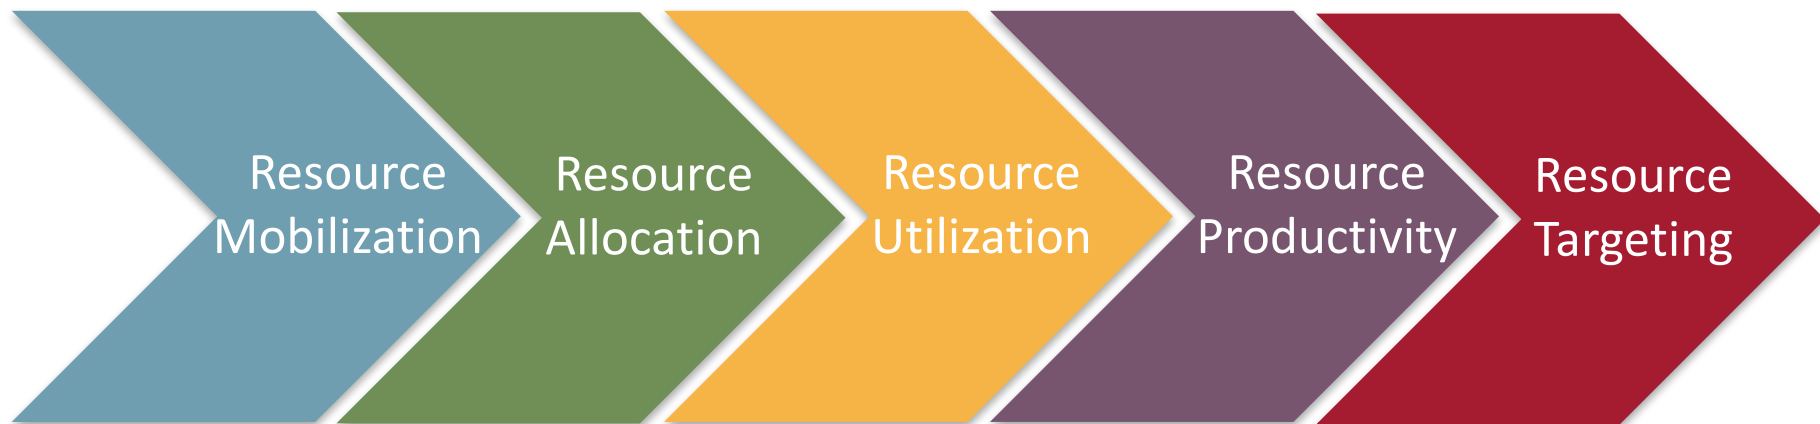 Resource
Mobilization
Resource
Allocation
Resource
Utilization
Resource
Productivity
Resource
Targeting